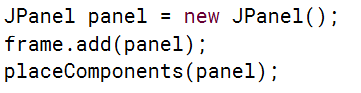 JPanel panel = new JPanel();
frame.add(panel);
placeComponents(panel);